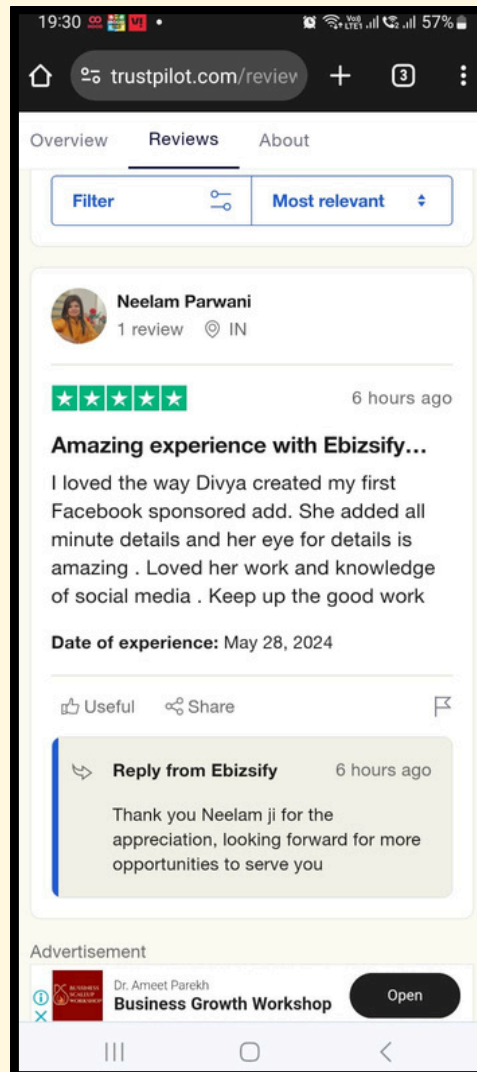 19:30
57%
trustpilot.com/review
3
Overview Reviews About
Filter Most relevant
Neelam Parwani
1 review IN
6 hours ago
Amazing experience with Ebizsify...
I loved the way Divya created my first
Facebook sponsored add. She added all
minute details and her eye for details is
amazing . Loved her work and knowledge
of social media . Keep up the good work
Date of experience: May 28, 2024
Useful Share
Reply from Ebizsify 6 hours ago
Thank you Neelam ji for the
appreciation, looking forward for more
opportunities to serve you
Advertisement
BUSINESS
SCALEUP
WORKSHOP
Dr. Ameet Parekh
Business Growth Workshop
Open